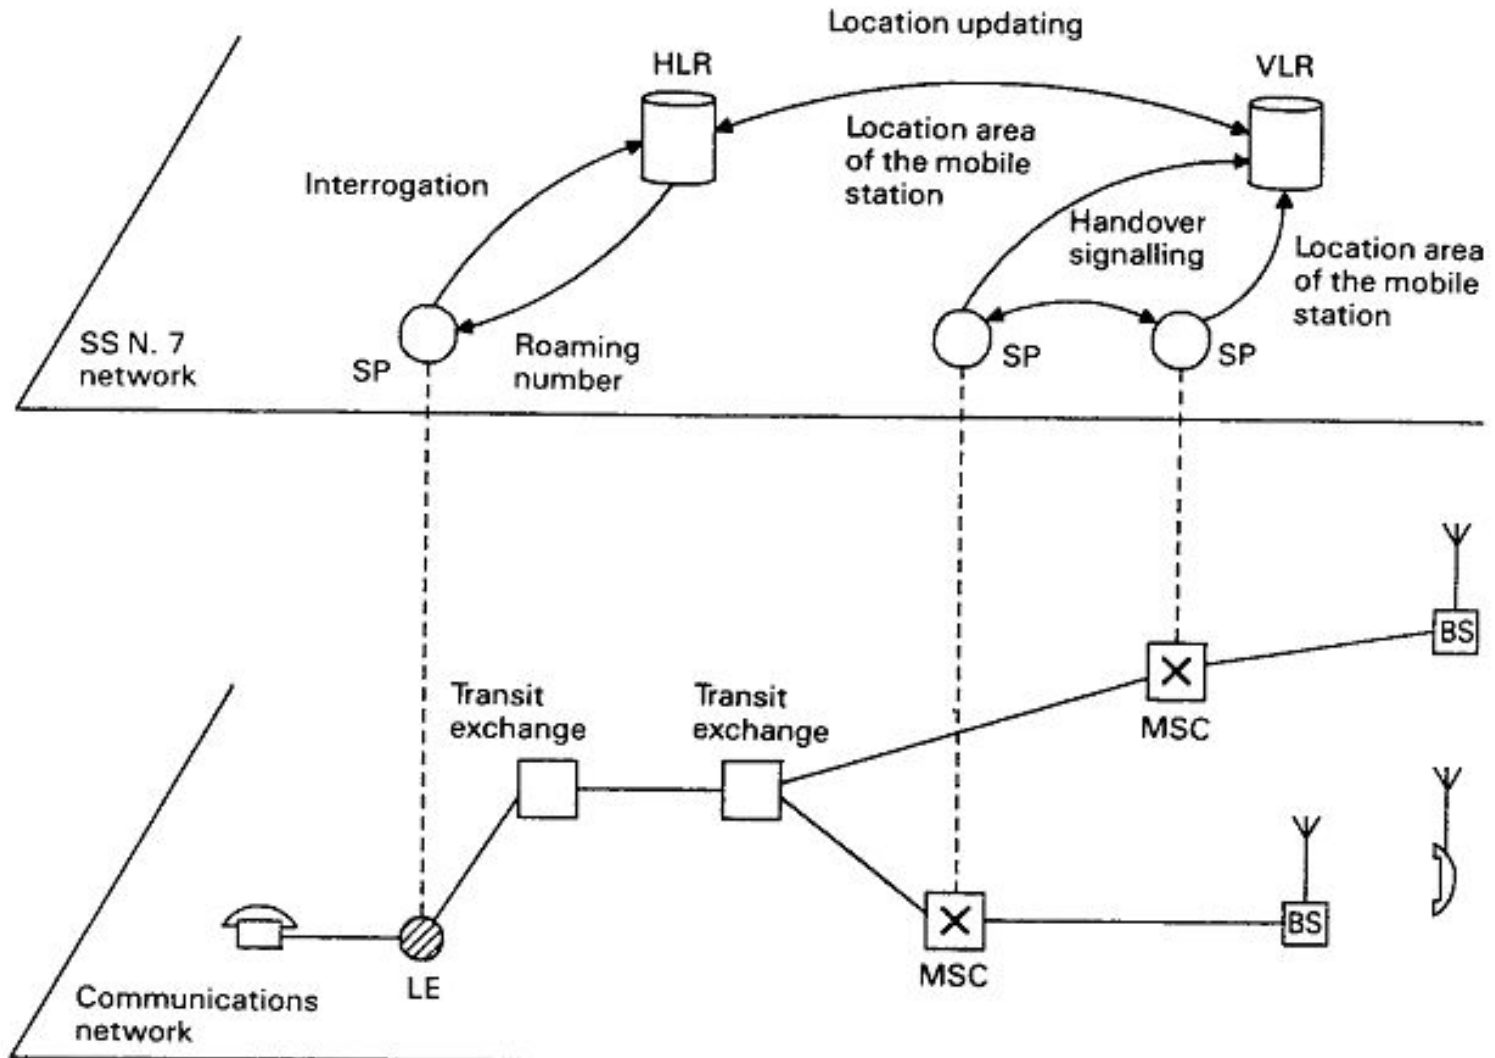 Location updating
HLR
VLR
Location area
of the mobile
station
Interrogation
Handover
signalling
Location area
of the mobile
station
SS N. 7
network
SP
Roaming
number
SP
SP
BS
Transit
exchange
Transit
exchange
MSC
BS
MSC
LE
Communications
network